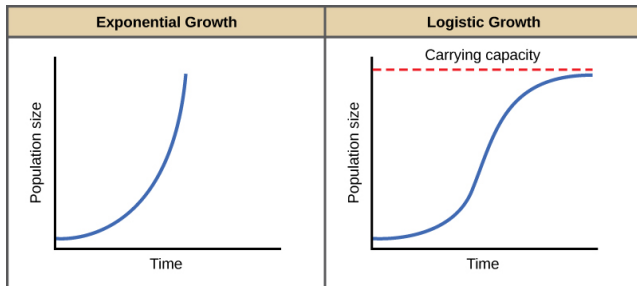 Exponential Growth
Population size
Time
Logistic Growth
Carrying capacity
Population size
Time